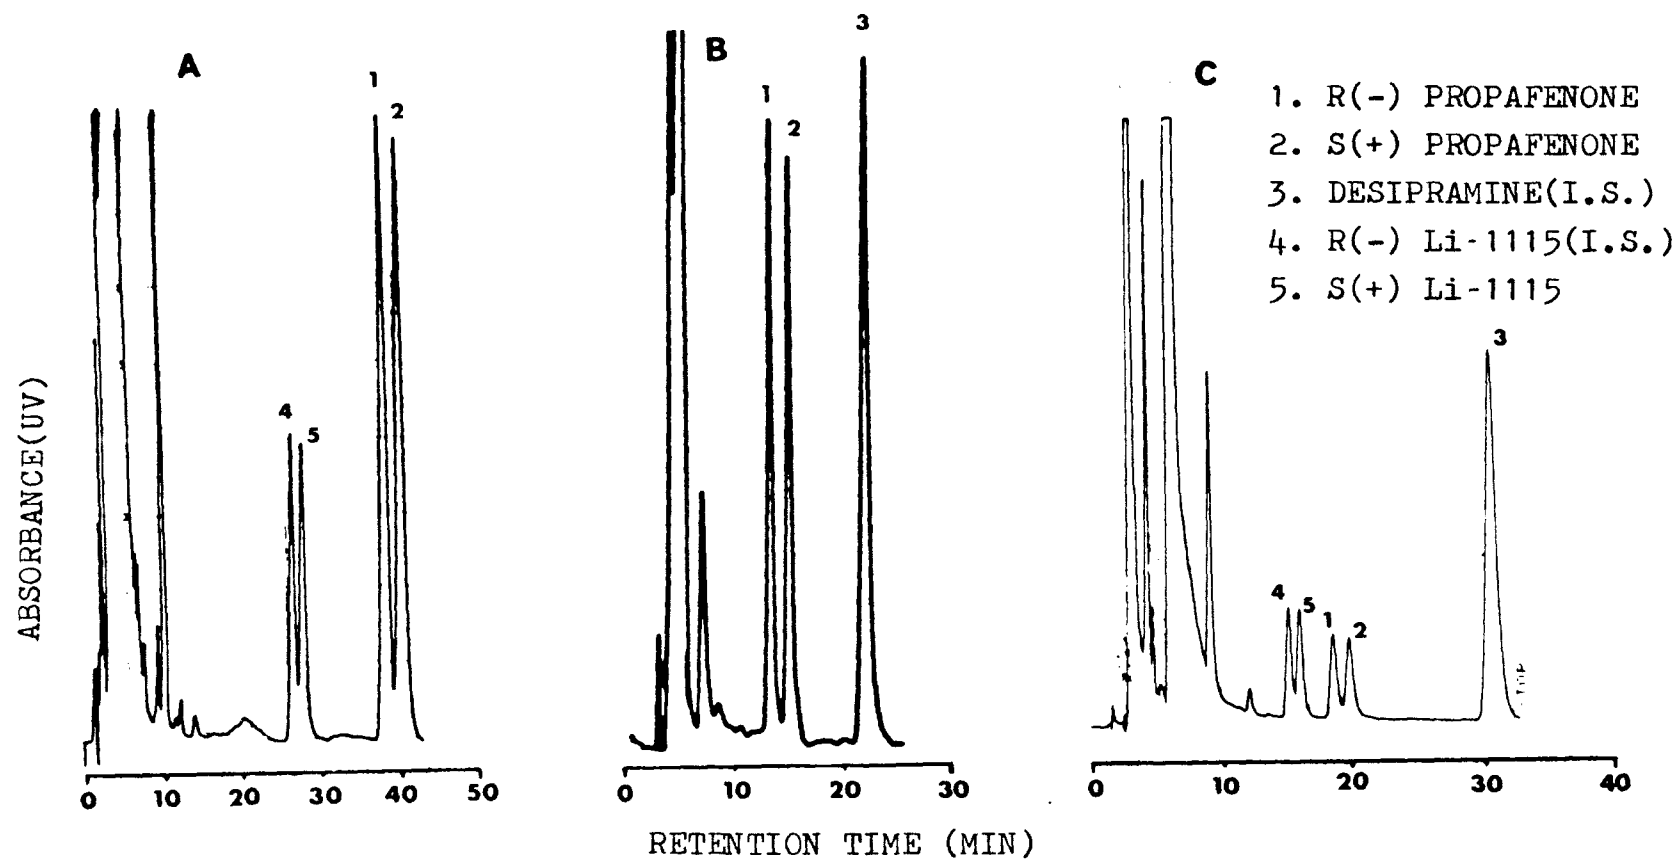 A
B
C
1
2
4
5
1
2
3
4
5
1
2
3
1. R(-) PROPAFENONE
2. S(+) PROPAFENONE
3. DESIPRAMINE(I.S.)
4. R(-) Li-1115(I.S.)
5. S(+) Li-1115
ABSORBANCE(UV)
0 10 20 30 40 50
0 10 20 30
0 10 20 30 40
RETENTION TIME (MIN)